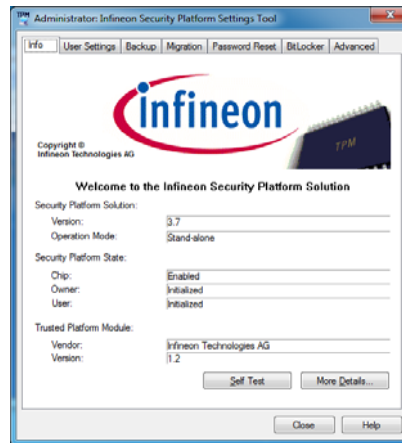 TPM
Administrator: Infineon Security Platform Settings Tool
Info User Settings Backup Migration Password Reset BitLocker Advanced
infineon
Copyright ©
Infineon Technologies AG
TPM
Welcome to the Infineon Security Platform Solution
Security Platform Solution:
Version: 3.7
Operation Mode: Stand-alone
Security Platform State:
Chip: Enabled
Owner: Initialized
User: Initialized
Trusted Platform Module:
Vendor: Infineon Technologies AG
Version: 1.2
Self Test More Details...
Close Help